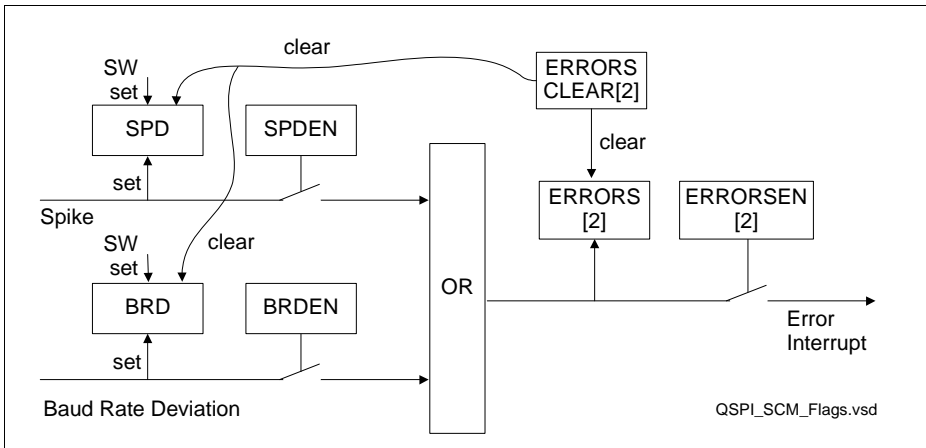 clear
SW
set
ERRORS
CLEAR[2]
SPD
SPDEN
clear
set
ERRORS
[2]
ERRORSEN
[2]
Spike
clear
SW
set
OR
BRD
BRDEN
Error
Interrupt
set
Baud Rate Deviation
QSPI_SCM_Flags.vsd